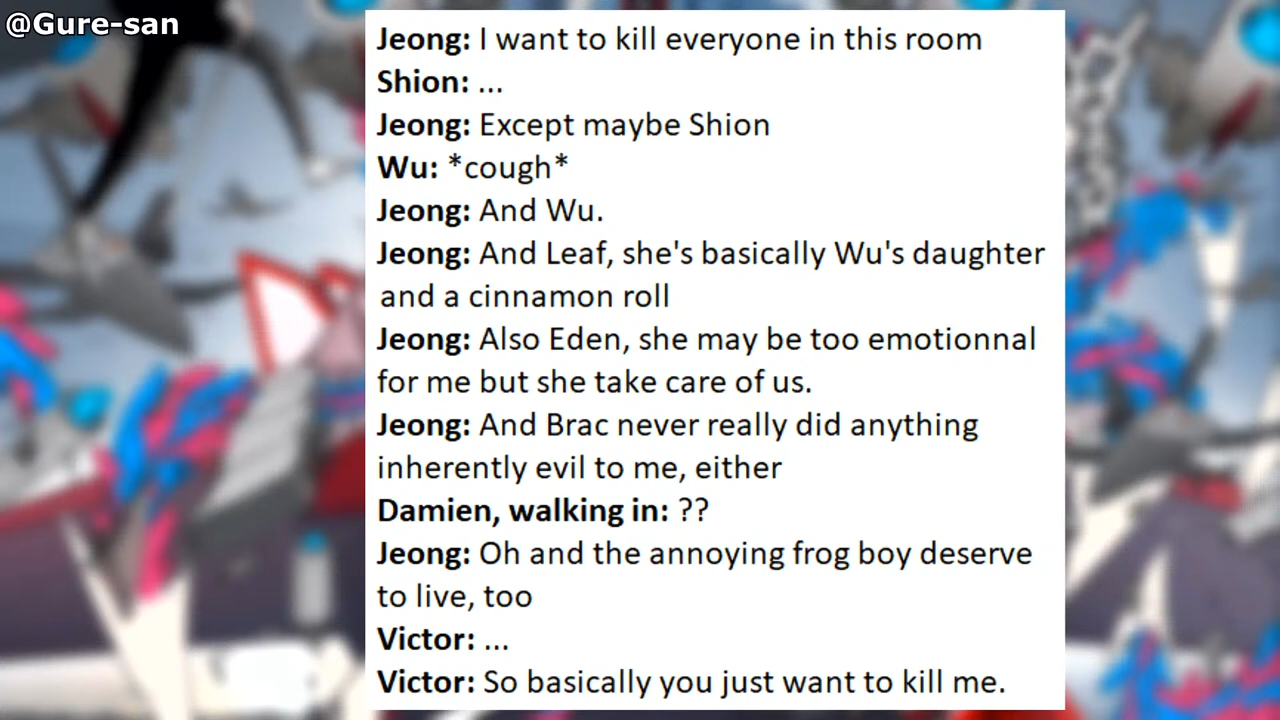 @Gure-san
Jeong: I want to kill everyone in this room
Shion: ...
Jeong: Except maybe Shion
Wu: *cough*
Jeong: And Wu.
Jeong: And Leaf, she's basically Wu's daughter
and a cinnamon roll
Jeong: Also Eden, she may be too emotionnal
for me but she take care of us.
Jeong: And Brac never really did anything
inherently evil to me, either
Damien, walking in: ??
Jeong: Oh and the annoying frog boy deserve
to live, too
Victor: ...
Victor: So basically you just want to kill me.